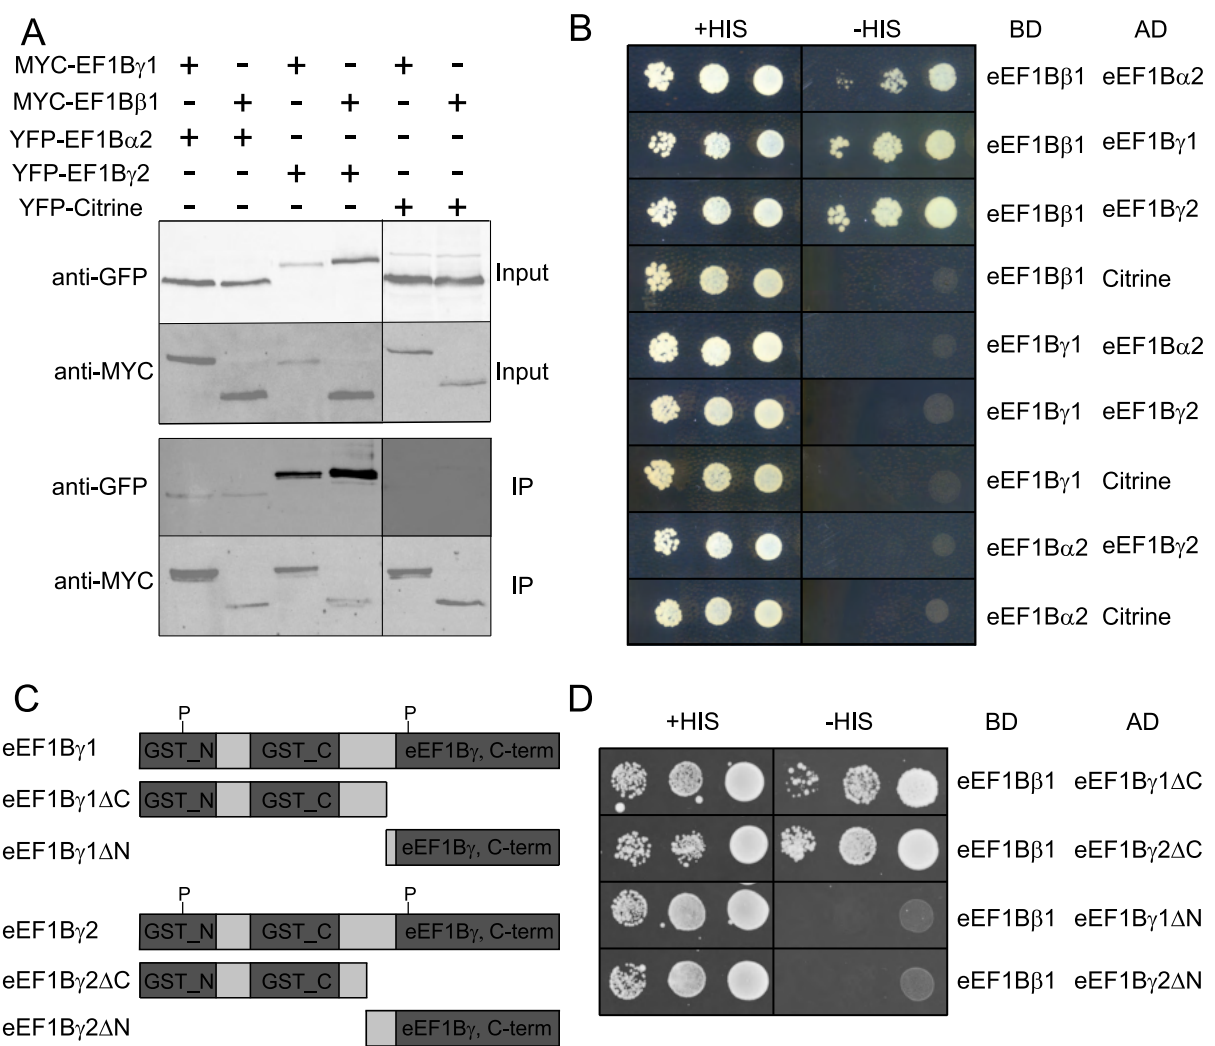 A
MYC-EF1Bγ1 + - + - + -
MYC-EF1Bβ1 - + - + - +
YFP-EF1Bα2 + + - - - -
YFP-EF1Bγ2 - - + + - -
YFP-Citrine - - - - + +
anti-GFP Input
anti-MYC Input
anti-GFP IP
anti-MYC IP
B
+HIS -HIS BD AD
eEF1Bβ1 eEF1Bα2
eEF1Bβ1 eEF1Bγ1
eEF1Bβ1 eEF1Bγ2
eEF1Bβ1 Citrine
eEF1Bγ1 eEF1Bα2
eEF1Bγ1 eEF1Bγ2
eEF1Bγ1 Citrine
eEF1Bα2 eEF1Bγ2
eEF1Bα2 Citrine
C
P P
eEF1Bγ1 GST_N GST_C eEF1Bγ, C-term
eEF1Bγ1ΔC GST_N GST_C
eEF1Bγ1ΔN eEF1Bγ, C-term
P P
eEF1Bγ2 GST_N GST_C eEF1Bγ, C-term
eEF1Bγ2ΔC GST_N GST_C
eEF1Bγ2ΔN eEF1Bγ, C-term
D
+HIS -HIS BD AD
eEF1Bβ1 eEF1Bγ1ΔC
eEF1Bβ1 eEF1Bγ2ΔC
eEF1Bβ1 eEF1Bγ1ΔN
eEF1Bβ1 eEF1Bγ2ΔN